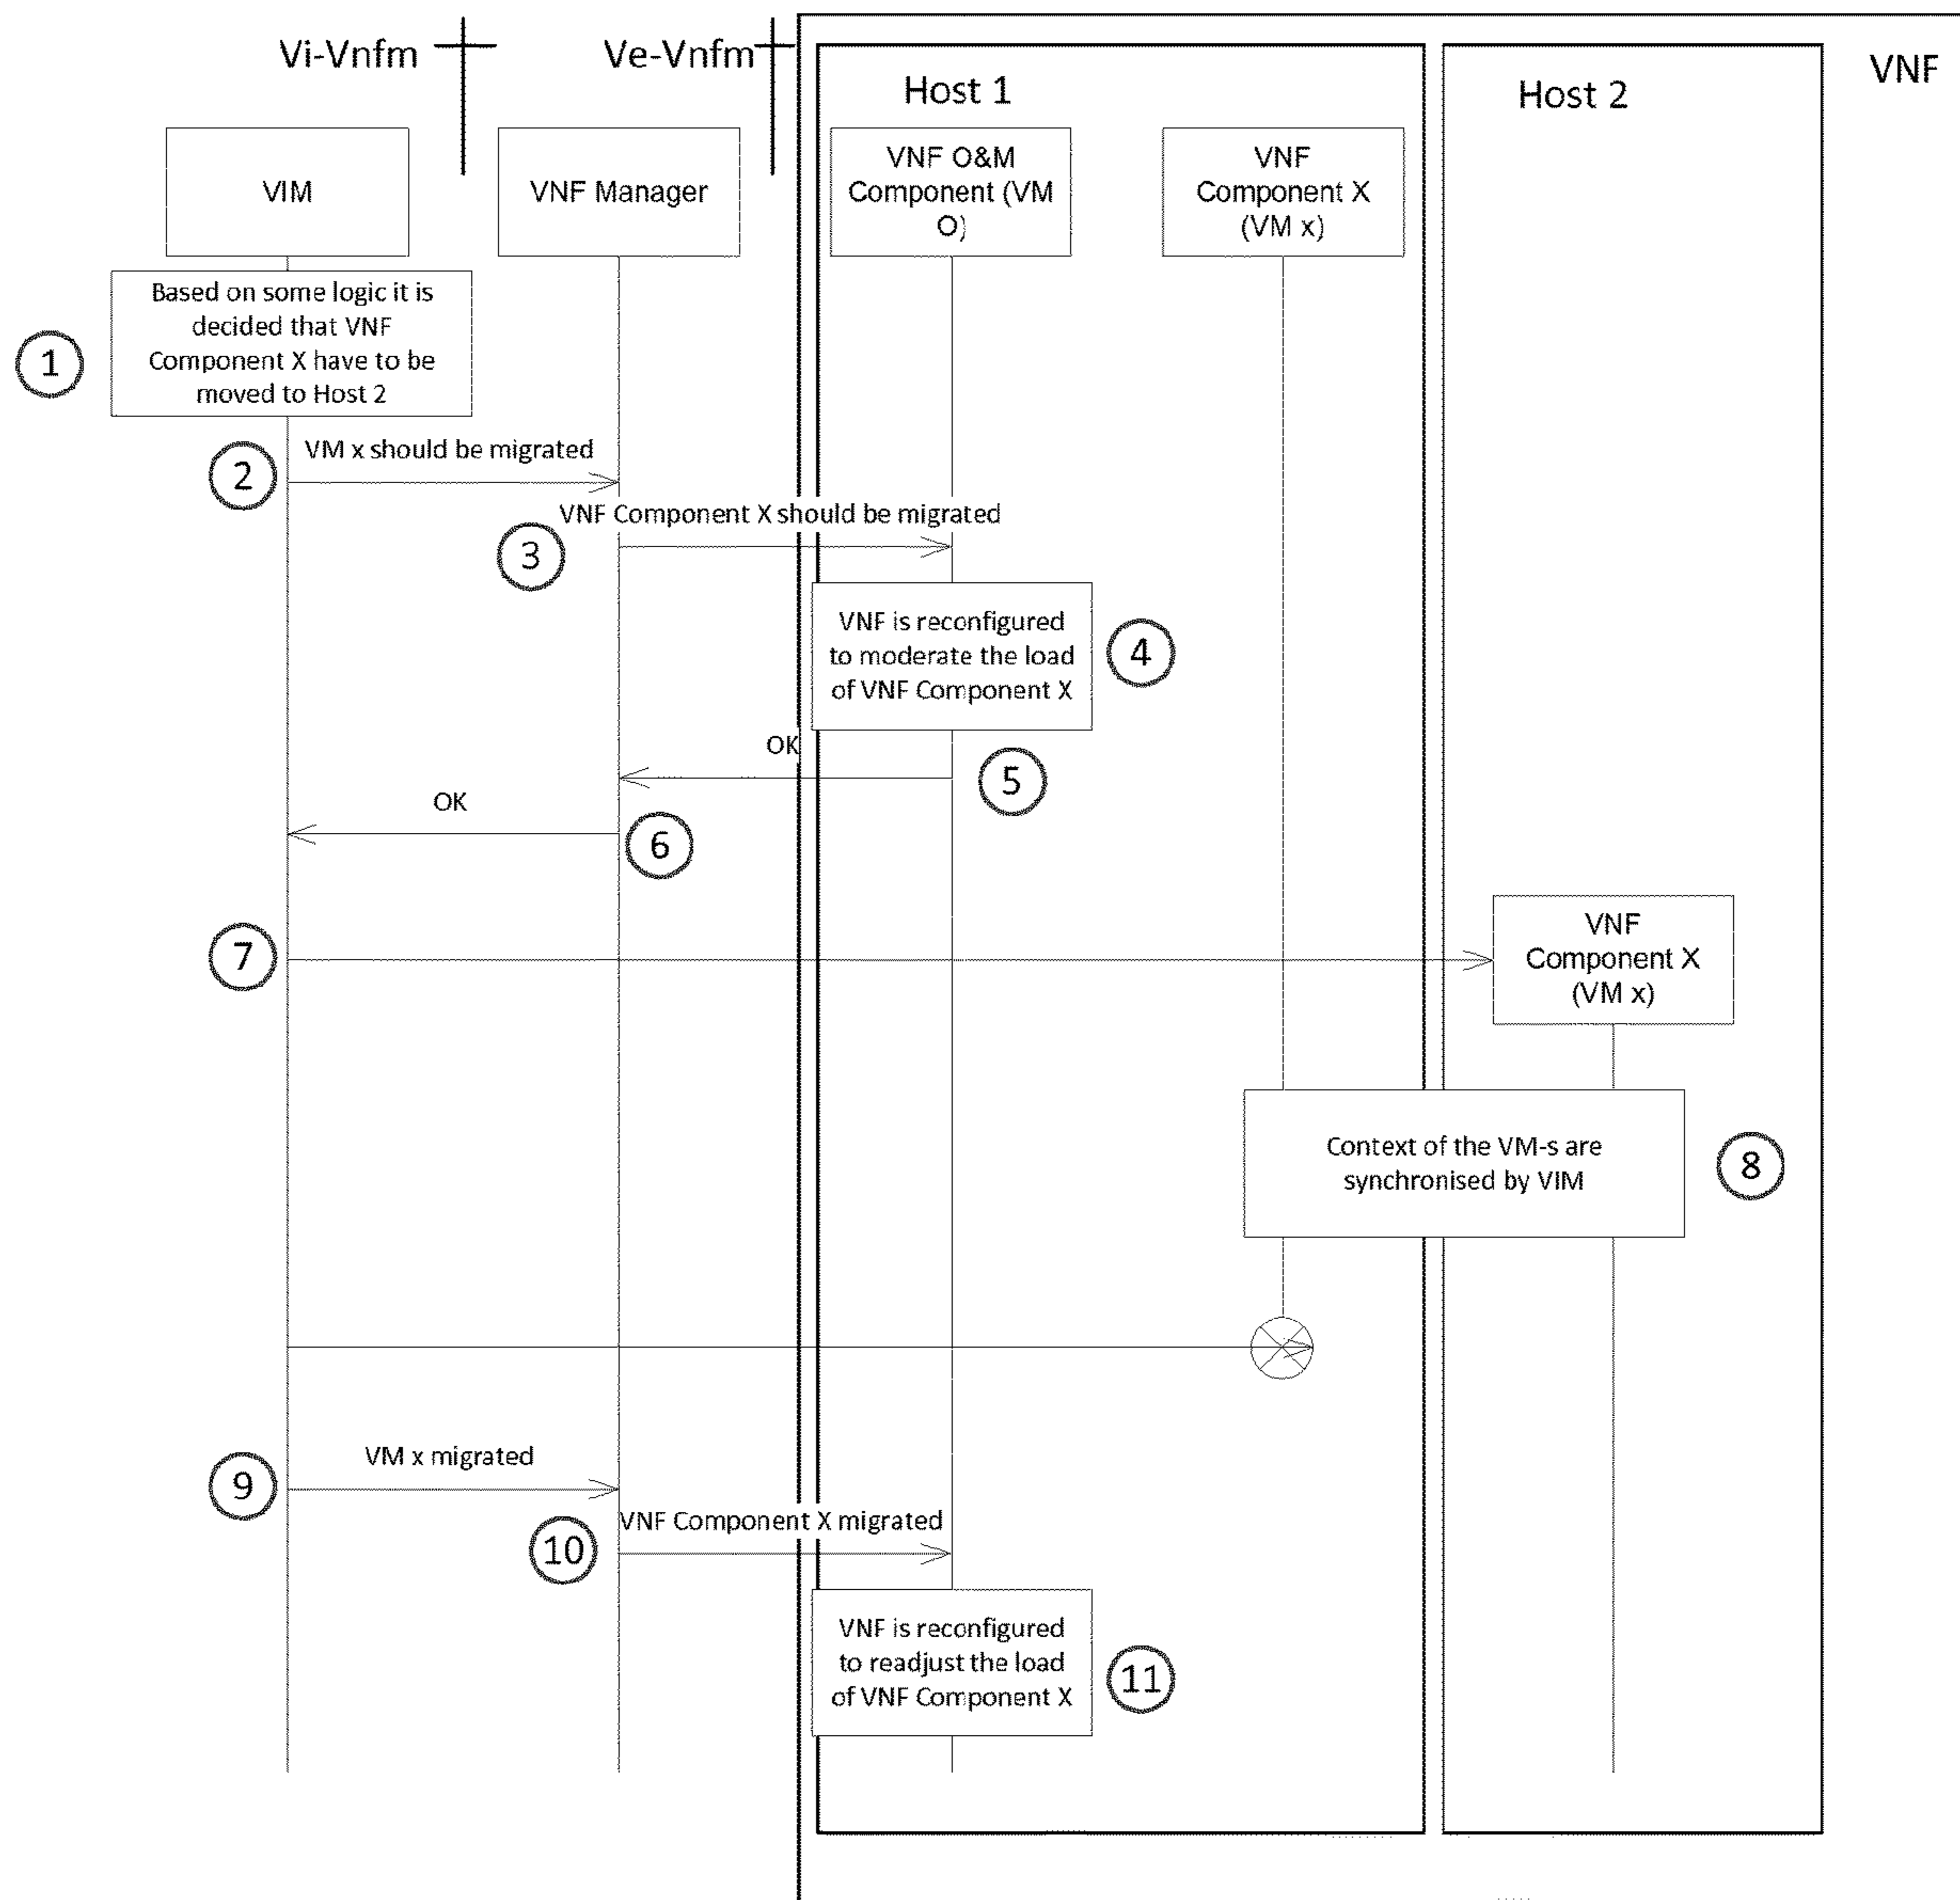 Vi-Vnfm
Ve-Vnfm
VNF
Host 1
Host 2
VIM
VNF Manager
VNF O&M
Component (VM
O)
VNF
Component X
(VM x)
Based on some logic it is
decided that VNF
Component X have to be
moved to Host 2
1
VM x should be migrated
2
VNF Component X should be migrated
3
VNF is reconfigured
to moderate the load
of VNF Component X
4
OK
5
OK
6
7
VNF
Component X
(VM x)
Context of the VM-s are
synchronised by VIM
8
VM x migrated
9
VNF Component X migrated
10
VNF is reconfigured
to readjust the load
of VNF Component X
11